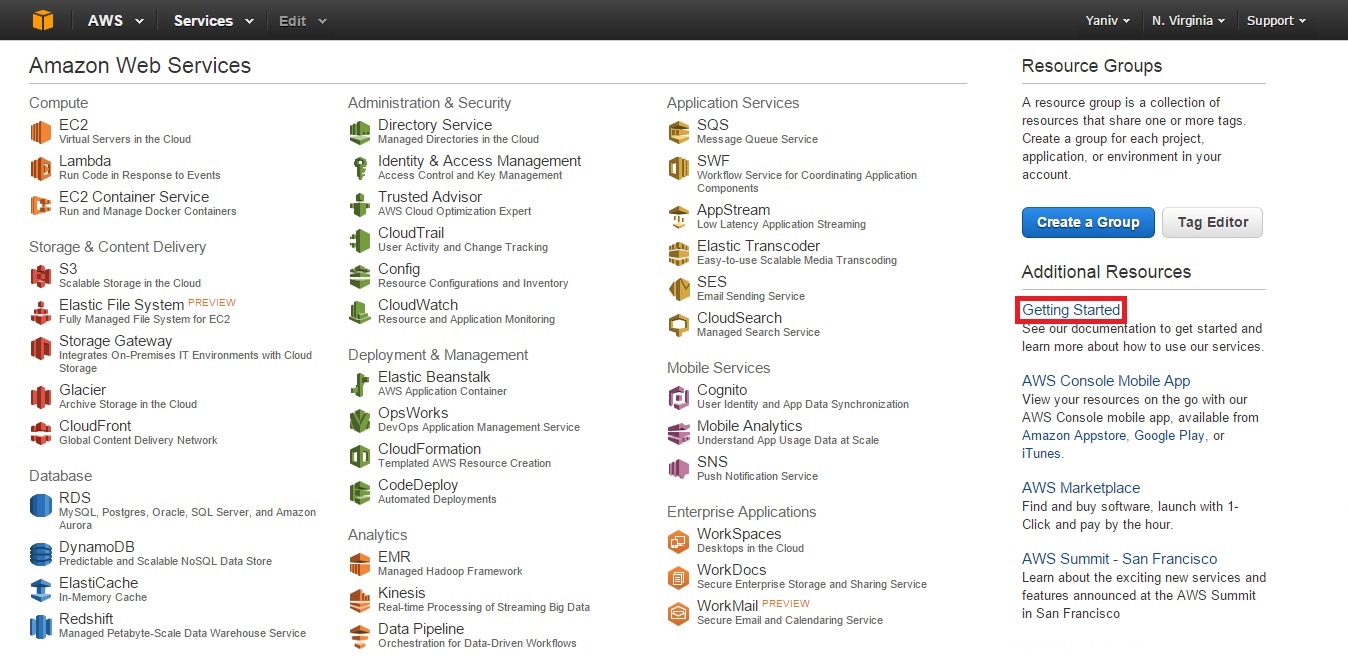 AWS
Services
Edit
Yaniv
N. Virginia
Support
Amazon Web Services
Compute
EC2
Virtual Servers in the Cloud
Lambda
Run Code in Response to Events
EC2 Container Service
Run and Manage Docker Containers
Storage & Content Delivery
S3
Scalable Storage in the Cloud
Elastic File System PREVIEW
Fully Managed File System for EC2
Storage Gateway
Integrates On-Premises IT Environments with Cloud
Storage
Glacier
Archive Storage in the Cloud
CloudFront
Global Content Delivery Network
Database
RDS
MySQL, Postgres, Oracle, SQL Server, and Amazon
Aurora
DynamoDB
Predictable and Scalable NoSQL Data Store
ElastiCache
In-Memory Cache
Redshift
Managed Petabyte-Scale Data Warehouse Service
Administration & Security
Directory Service
Managed Directories in the Cloud
Identity & Access Management
Access Control and Key Management
Trusted Advisor
AWS Cloud Optimization Expert
CloudTrail
User Activity and Change Tracking
Config
Resource Configurations and Inventory
CloudWatch
Resource and Application Monitoring
Deployment & Management
Elastic Beanstalk
AWS Application Container
OpsWorks
DevOps Application Management Service
CloudFormation
Templated AWS Resource Creation
CodeDeploy
Automated Deployments
Analytics
EMR
Managed Hadoop Framework
Kinesis
Real-time Processing of Streaming Big Data
Data Pipeline
Orchestration for Data-Driven Workflows
Application Services
SQS
Message Queue Service
SWF
Workflow Service for Coordinating Application
Components
AppStream
Low Latency Application Streaming
Elastic Transcoder
Easy-to-use Scalable Media Transcoding
SES
Email Sending Service
CloudSearch
Managed Search Service
Mobile Services
Cognito
User Identity and App Data Synchronization
Mobile Analytics
Understand App Usage Data at Scale
SNS
Push Notification Service
Enterprise Applications
WorkSpaces
Desktops in the Cloud
WorkDocs
Secure Enterprise Storage and Sharing Service
WorkMail PREVIEW
Secure Email and Calendaring Service
Resource Groups
A resource group is a collection of
resources that share one or more tags.
Create a group for each project,
application, or environment in your
account.
Create a Group
Tag Editor
Additional Resources
Getting Started
See our documentation to get started and
learn more about how to use our services.
AWS Console Mobile App
View your resources on the go with our
AWS Console mobile app, available from
Amazon Appstore, Google Play, or
iTunes.
AWS Marketplace
Find and buy software, launch with 1-
Click and pay by the hour.
AWS Summit - San Francisco
Learn about the exciting new services and
features announced at the AWS Summit
in San Francisco